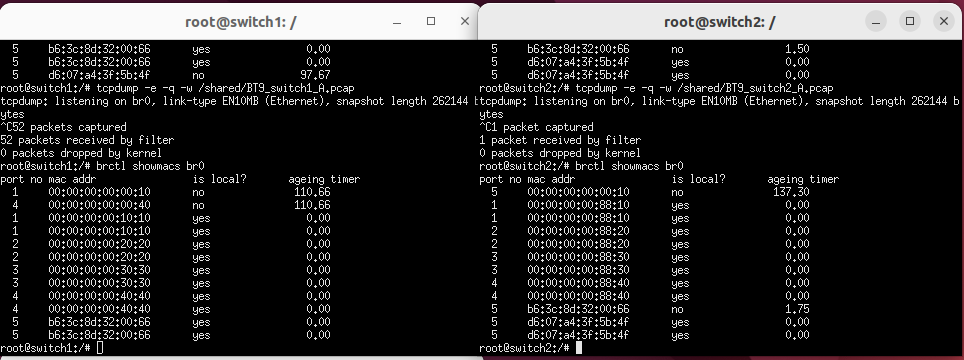 root@switch1: /
5 b6:3c:8d:32:00:66 yes 0.00
5 b6:3c:8d:32:00:66 yes 0.00
5 d6:07:a4:3f:5b:4f no 97.67
root@switch1:/# tcpdump -e -q -w /shared/BT9_switch1_A.pcap
tcpdump: listening on br0, link-type EN10MB (Ethernet), snapshot length 262144 b
ytes
^C52 packets captured
52 packets received by filter
0 packets dropped by kernel
root@switch1:/# brctl showmacs br0
port no mac addr is local? ageing timer
1 00:00:00:00:00:10 no 110.66
4 00:00:00:00:00:40 no 110.66
1 00:00:00:00:10:10 yes 0.00
1 00:00:00:00:10:10 yes 0.00
2 00:00:00:00:20:20 yes 0.00
2 00:00:00:00:20:20 yes 0.00
3 00:00:00:00:30:30 yes 0.00
3 00:00:00:00:30:30 yes 0.00
4 00:00:00:00:40:40 yes 0.00
4 00:00:00:00:40:40 yes 0.00
5 b6:3c:8d:32:00:66 yes 0.00
5 b6:3c:8d:32:00:66 yes 0.00
root@switch1:/#
root@switch2: /
5 b6:3c:8d:32:00:66 no 1.50
5 d6:07:a4:3f:5b:4f yes 0.00
5 d6:07:a4:3f:5b:4f yes 0.00
root@switch2:/# tcpdump -e -q -w /shared/BT9_switch2_A.pcap
tcpdump: listening on br0, link-type EN10MB (Ethernet), snapshot length 262144 b
ytes
^C1 packet captured
1 packet received by filter
0 packets dropped by kernel
root@switch2:/# brctl showmacs br0
port no mac addr is local? ageing timer
5 00:00:00:00:00:10 no 137.30
1 00:00:00:00:88:10 yes 0.00
1 00:00:00:00:88:10 yes 0.00
2 00:00:00:00:88:20 yes 0.00
2 00:00:00:00:88:20 yes 0.00
3 00:00:00:00:88:30 yes 0.00
3 00:00:00:00:88:30 yes 0.00
4 00:00:00:00:88:40 yes 0.00
4 00:00:00:00:88:40 yes 0.00
5 b6:3c:8d:32:00:66 no 1.75
5 d6:07:a4:3f:5b:4f yes 0.00
5 d6:07:a4:3f:5b:4f yes 0.00
root@switch2:/#